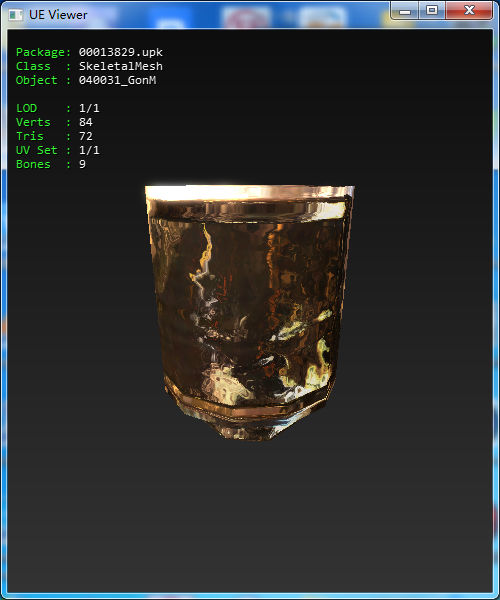 UE Viewer
Package: 00013829.upk
Class  : SkeletalMesh
Object : 040031_GonM
LOD    : 1/1
Verts  : 84
Tris   : 72
UV Set : 1/1
Bones  : 9